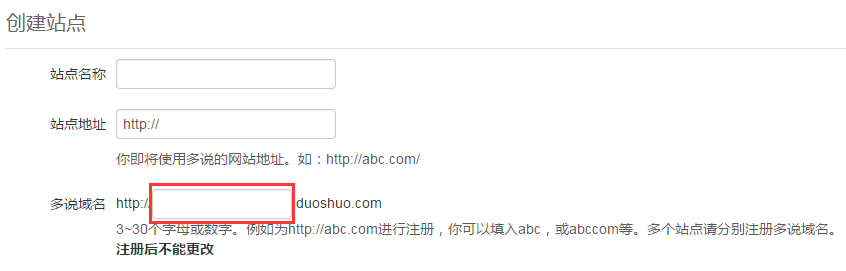 创建站点
站点名称
站点地址 http://
你即将使用多说的网站地址。如：http://abc.com/
多说域名 http:/ duoshuo.com
3~30个字母或数字。例如为http://abc.com进行注册，你可以填入abc，或abccom等。多个站点请分别注册多说域名。
注册后不能更改